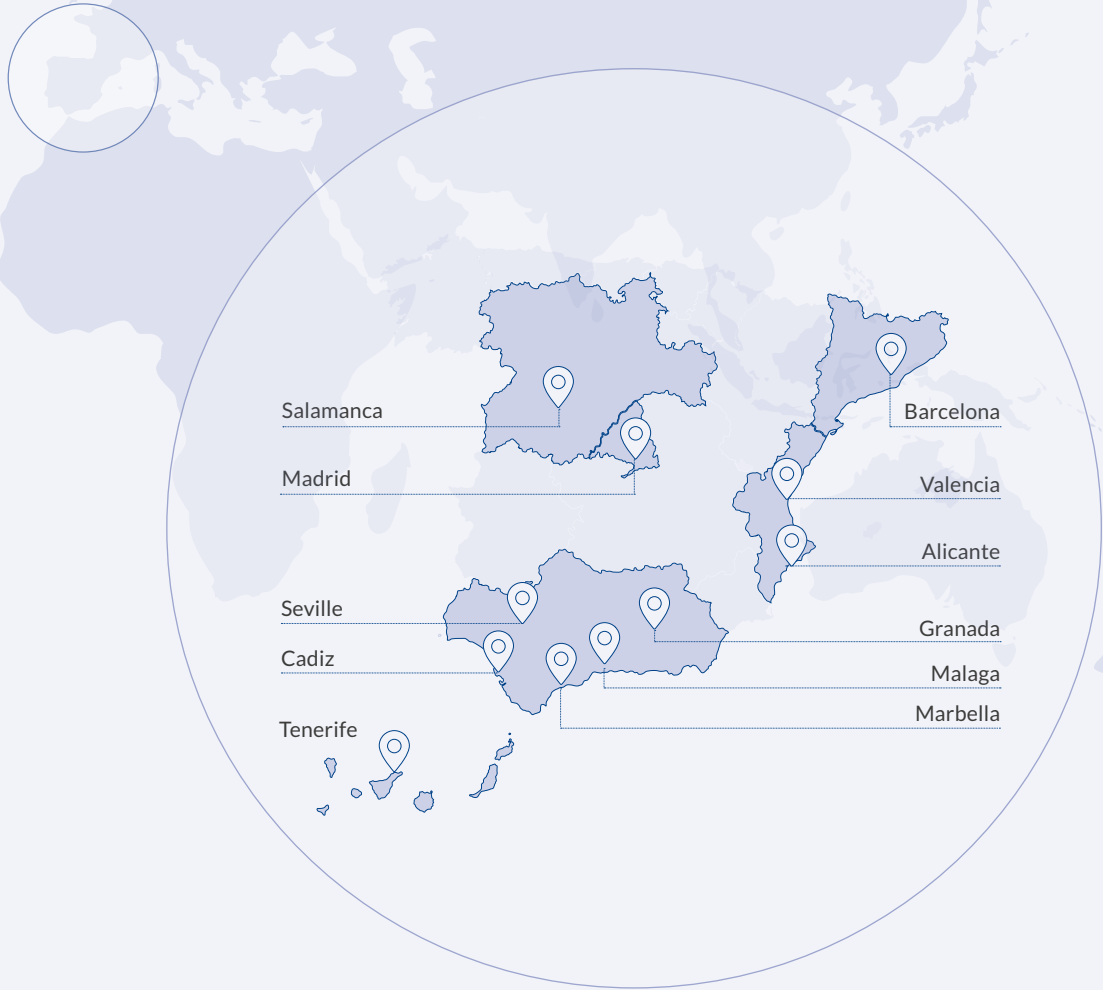 Salamanca
Barcelona
Madrid
Valencia
Alicante
Seville
Granada
Cadiz
Malaga
Marbella
Tenerife